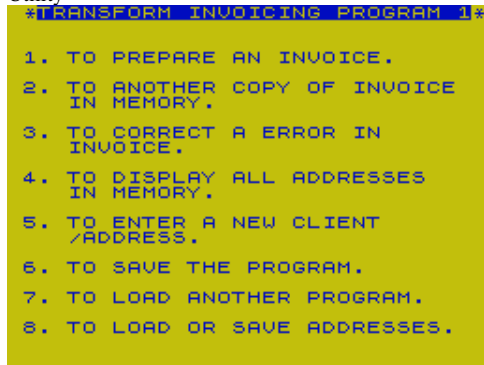 Utility
*TRANSFORM INVOICING PROGRAM 1*
1. TO PREPARE AN INVOICE.
2. TO ANOTHER COPY OF INVOICE
IN MEMORY.
3. TO CORRECT A ERROR IN
INVOICE.
4. TO DISPLAY ALL ADDRESSES
IN MEMORY.
5. TO ENTER A NEW CLIENT
/ADDRESS.
6. TO SAVE THE PROGRAM.
7. TO LOAD ANOTHER PROGRAM.
8. TO LOAD OR SAVE ADDRESSES.